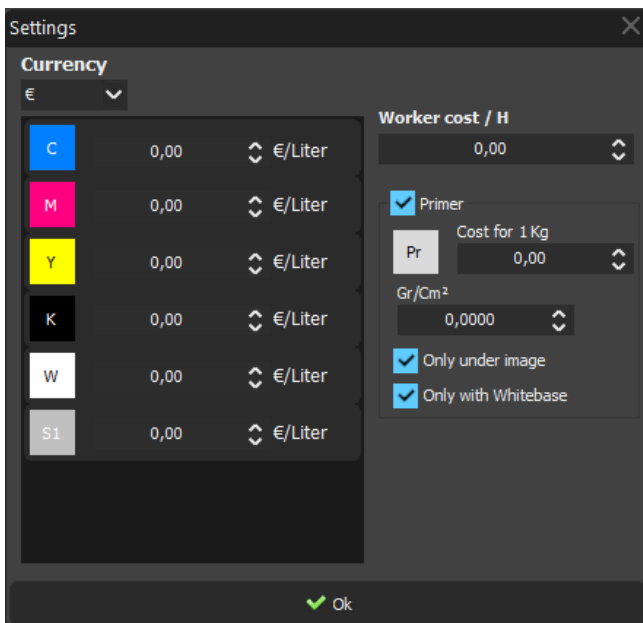 Settings
Currency
€
C 0,00 €/Liter
M 0,00 €/Liter
Y 0,00 €/Liter
K 0,00 €/Liter
W 0,00 €/Liter
S1 0,00 €/Liter
Worker cost / H
0,00
Primer
Pr
Cost for 1 Kg
0,00
Gr/Cm²
0,0000
Only under image
Only with Whitebase
Ok